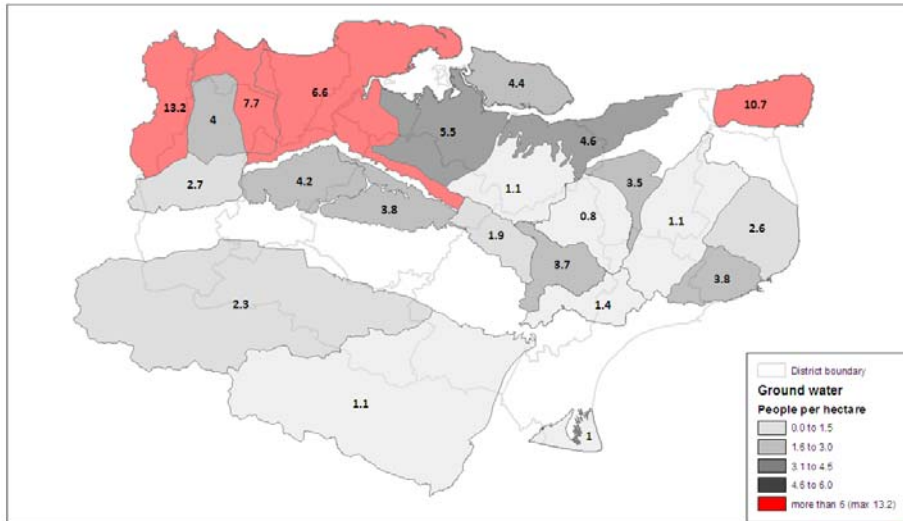 4.4
13.2
7.7
6.6
10.7
4
5.5
4.6
2.7
4.2
1.1
3.5
3.8
0.8
1.1
2.6
1.9
3.7
3.8
2.3
1.4
1.1
1
District boundary
Ground water
People per hectare
0.0 to 1.5
1.6 to 3.0
3.1 to 4.5
4.6 to 6.0
more than 6 (max 13.2)